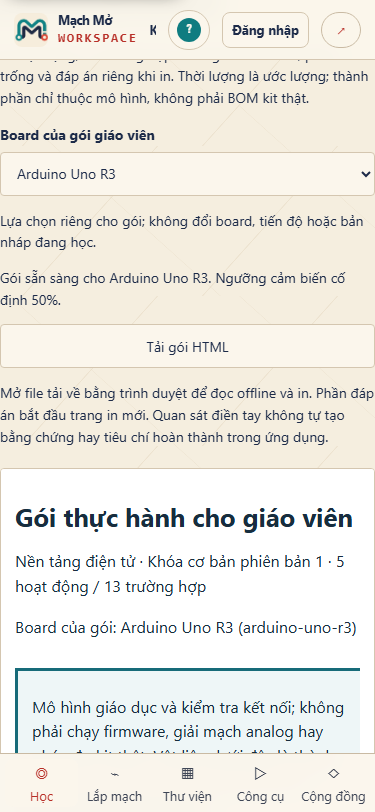 Mạch Mở
WORKSPACE
K
?
Đăng nhập
↗
trống và đáp án riêng khi in. Thời lượng là ước lượng; thành
phần chỉ thuộc mô hình, không phải BOM kit thật.
Board của gói giáo viên
Arduino Uno R3
Lựa chọn riêng cho gói; không đổi board, tiến độ hoặc bản
nháp đang học.
Gói sẵn sàng cho Arduino Uno R3. Ngưỡng cảm biến cố
định 50%.
Tải gói HTML
Mở file tải về bằng trình duyệt để đọc offline và in. Phần đáp
án bắt đầu trang in mới. Quan sát điền tay không tự tạo
bằng chứng hay tiêu chí hoàn thành trong ứng dụng.
Gói thực hành cho giáo viên
Nền tảng điện tử · Khóa cơ bản phiên bản 1 · 5
hoạt động / 13 trường hợp
Board của gói: Arduino Uno R3 (arduino-uno-r3)
Mô hình giáo dục và kiểm tra kết nối; không
phải chạy firmware, giải mạch analog hay
Học
Lắp mạch
Thư viện
Công cụ
Cộng đồng